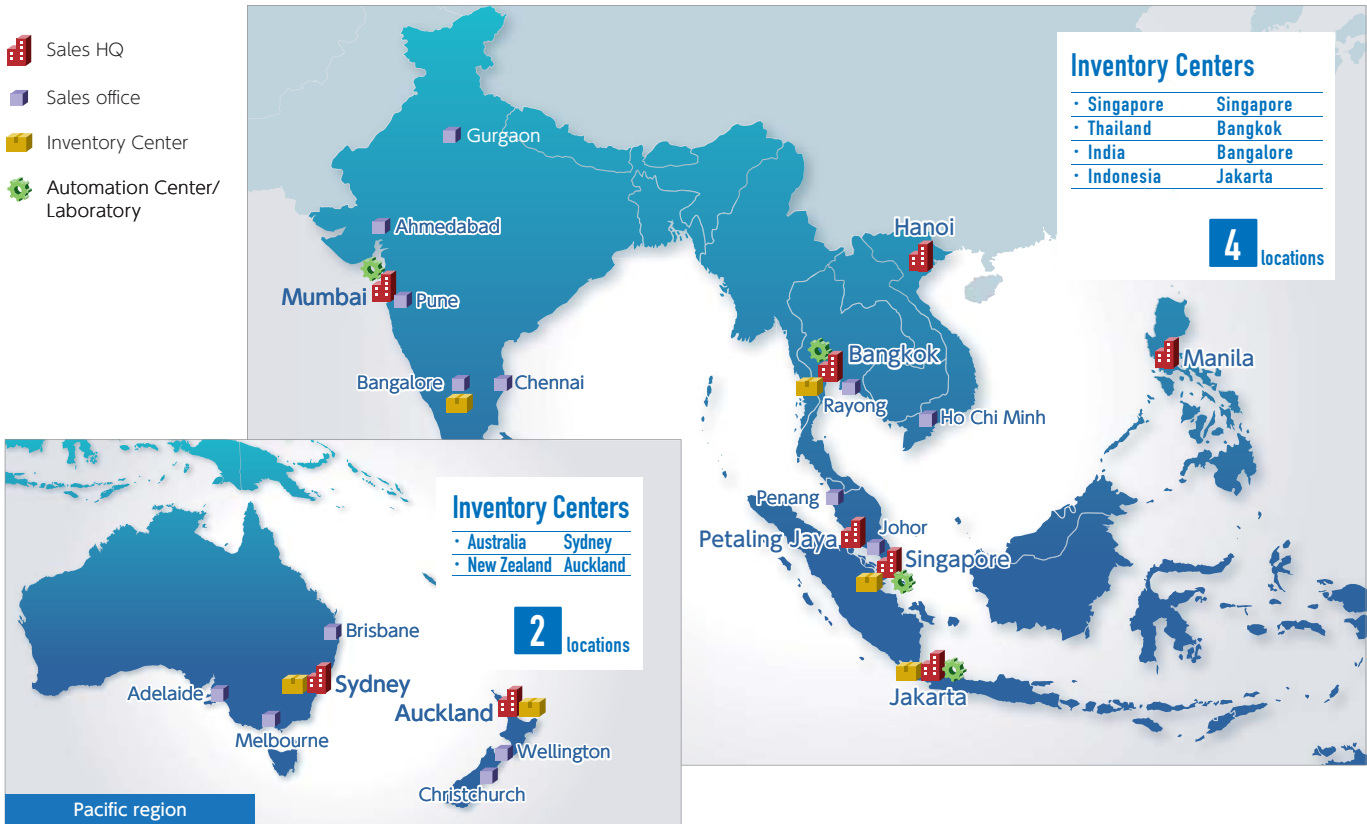 Sales HQ
Sales office
Inventory Center
Automation Center/
Laboratory
Inventory Centers
・ Singapore Singapore
・ Thailand Bangkok
・ India Bangalore
・ Indonesia Jakarta
4 locations
Gurgaon
Ahmedabad
Mumbai
Pune
Bangalore
Chennai
Hanoi
Bangkok
Rayong
Ho Chi Minh
Manila
Penang
Petaling Jaya
Johor
Singapore
Jakarta
Inventory Centers
・ Australia Sydney
・ New Zealand Auckland
2 locations
Brisbane
Sydney
Adelaide
Melbourne
Auckland
Wellington
Christchurch
Pacific region